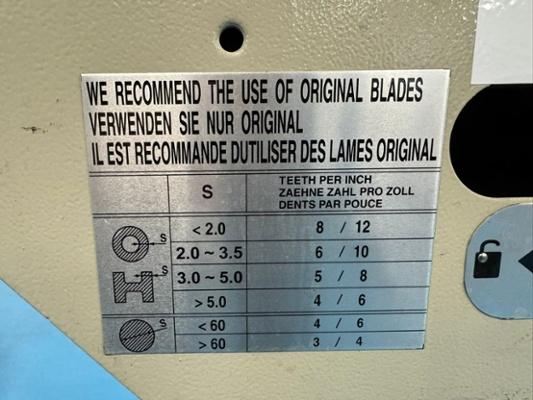 WE RECOMMEND THE USE OF ORIGINAL BLADES
VERWENDEN SIE NUR ORIGINAL
IL EST RECOMMANDE DUTILISER DES LAMES ORIGINAL
S
TEETH PER INCH
ZAEHNE ZAHL PRO ZOLL
DENTS PAR POUCE
S < 2.0 8 / 12
2.0 ~ 3.5 6 / 10
S 3.0 ~ 5.0 5 / 8
> 5.0 4 / 6
S < 60 4 / 6
> 60 3 / 4